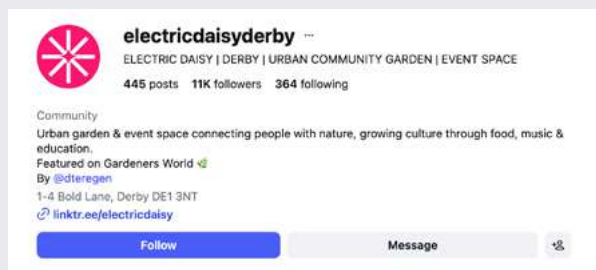 electricdaisyderby ...
ELECTRIC DAISY | DERBY | URBAN COMMUNITY GARDEN | EVENT SPACE
445 posts 11K followers 364 following
Community
Urban garden & event space connecting people with nature, growing culture through food, music &
education.
Featured on Gardeners World
By @dteregen
1-4 Bold Lane, Derby DE1 3NT
linktr.ee/electricdaisy
Follow Message